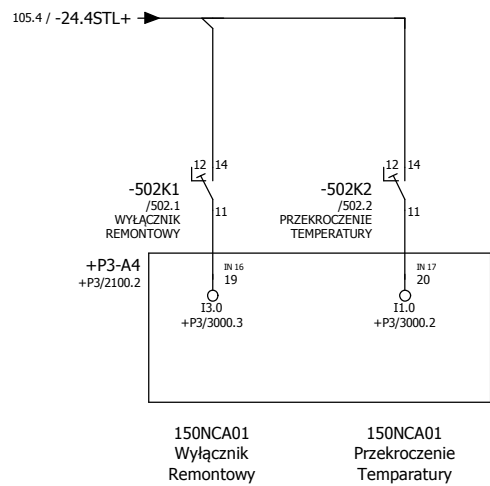 105.4 / -24.4STL+
12 14
12 14
-502K1
/502.1
WYŁĄCZNIK
REMONTOWY
11
-502K2
/502.2
PRZEKROCZENIE
TEMPERATURY
11
+P3-A4
+P3/2100.2
IN 16
19
I3.0
+P3/3000.3
IN 17
20
I1.0
+P3/3000.2
150NCA01
Wyłącznik
Remontowy
150NCA01
Przekroczenie
Temparatury